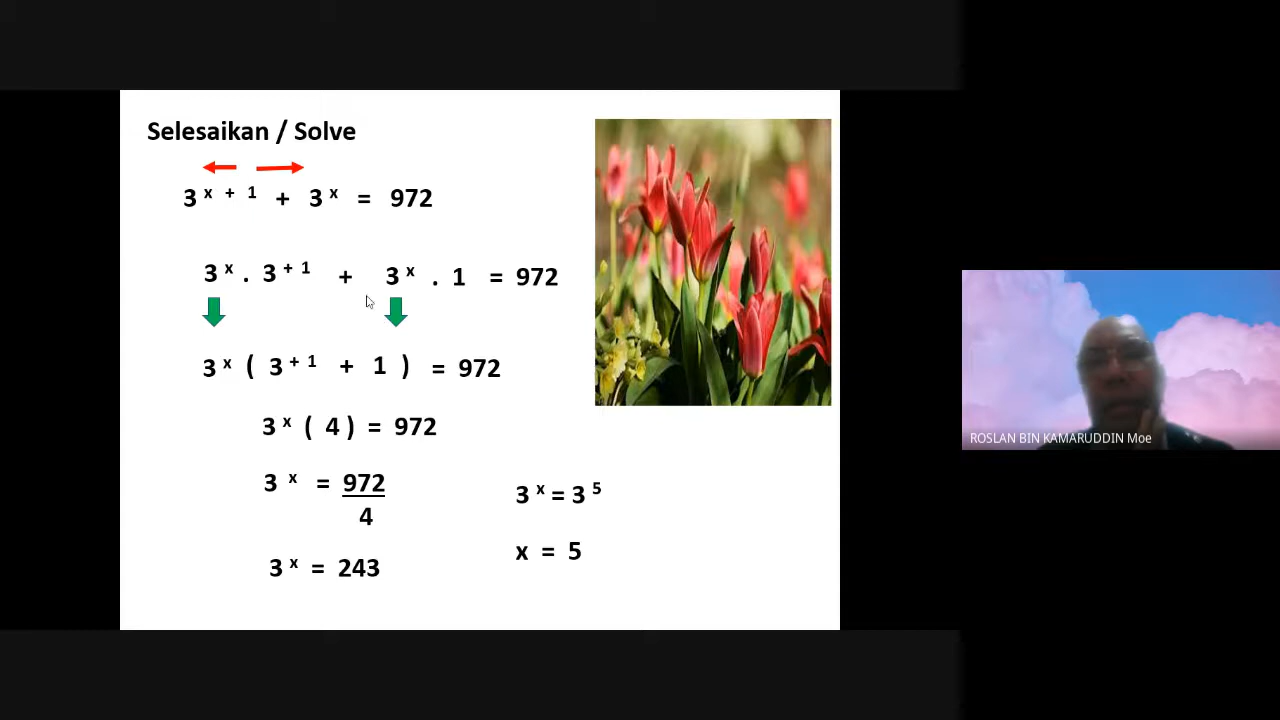 Selesaikan / Solve
3 ˣ ⁺ ¹ + 3 ˣ = 972
3 ˣ . 3 ⁺ ¹ + 3 ˣ . 1 = 972
3 ˣ ( 3 ⁺ ¹ + 1 ) = 972
3 ˣ ( 4 ) = 972
3 ˣ = 972
4
3 ˣ = 243
3 ˣ = 3 ⁵
x = 5
ROSLAN BIN KAMARUDDIN Moe